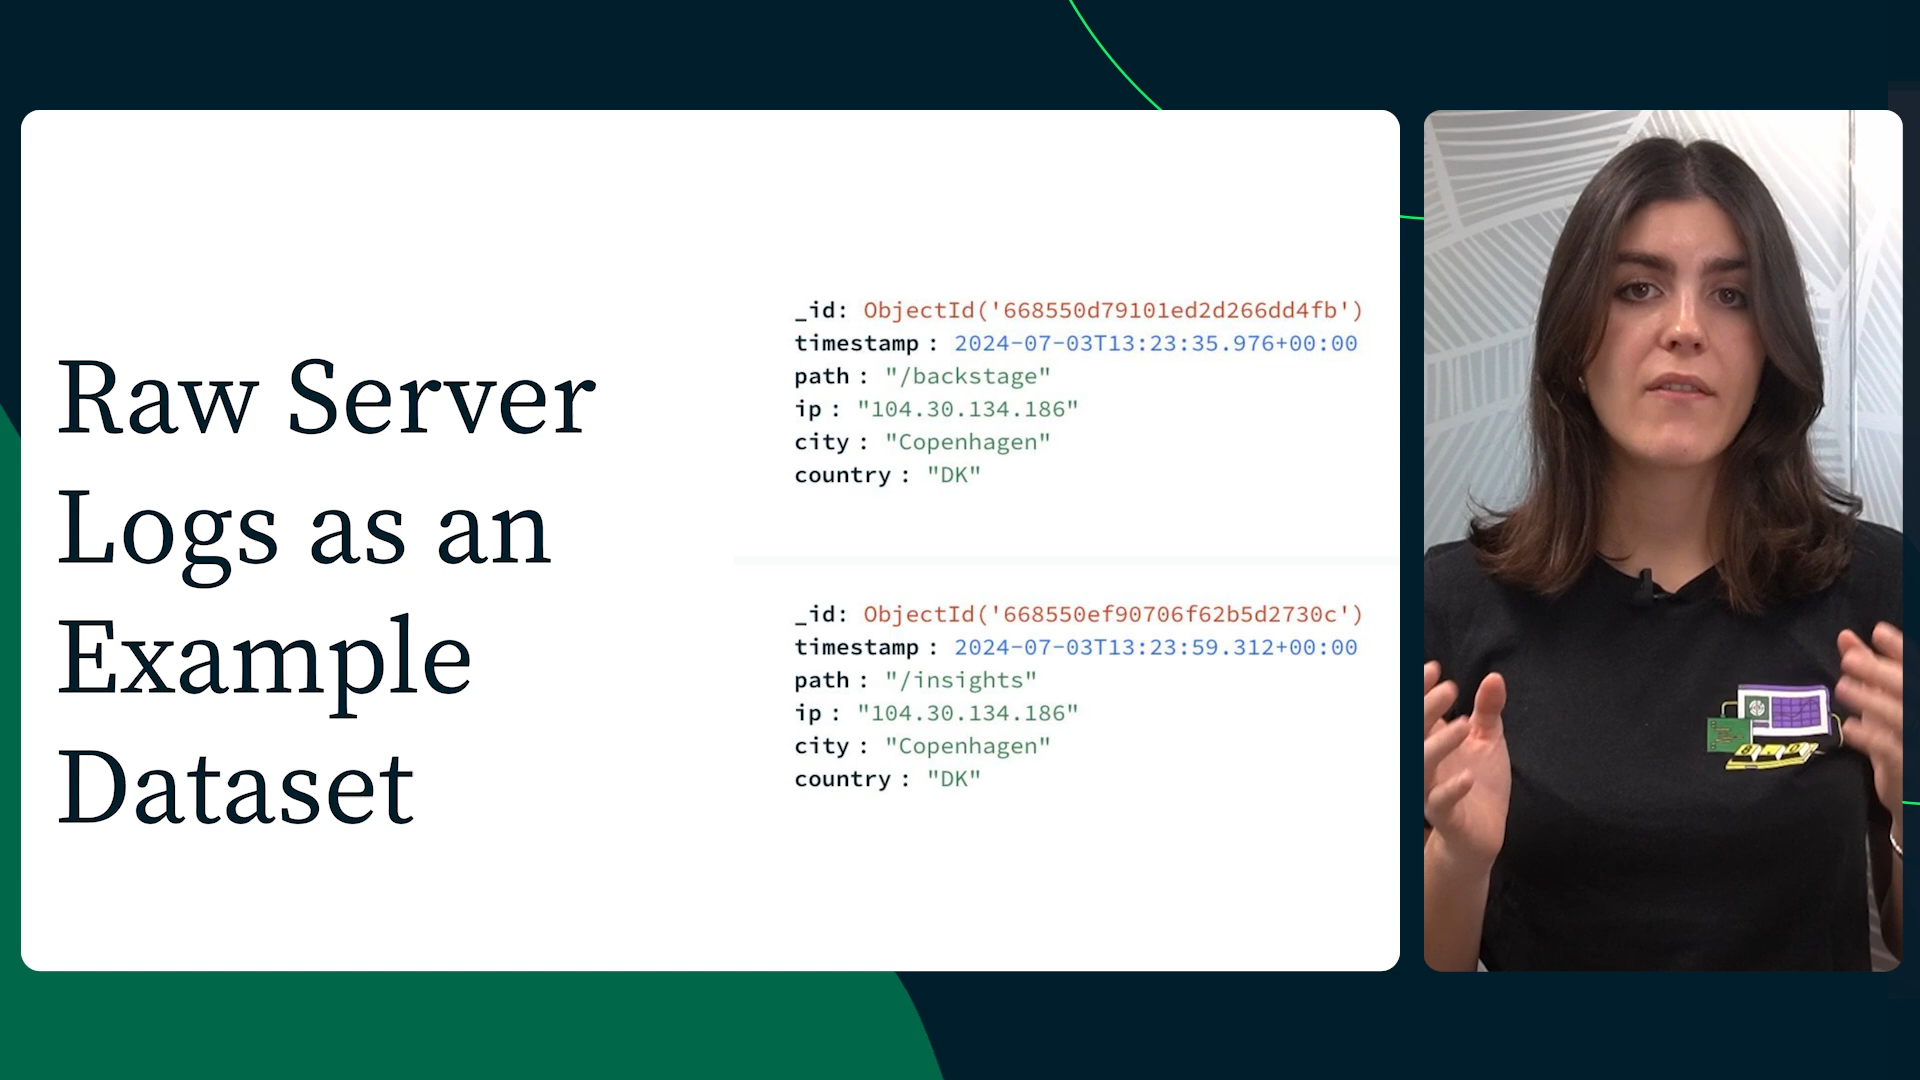 Raw Server
Logs as an
Example
Dataset
_id: ObjectId('668550d79101ed2d266dd4fb')
timestamp : 2024-07-03T13:23:35.976+00:00
path : "/backstage"
ip : "104.30.134.186"
city : "Copenhagen"
country : "DK"
_id: ObjectId('668550ef90706f62b5d2730c')
timestamp : 2024-07-03T13:23:59.312+00:00
path : "/insights"
ip : "104.30.134.186"
city : "Copenhagen"
country : "DK"